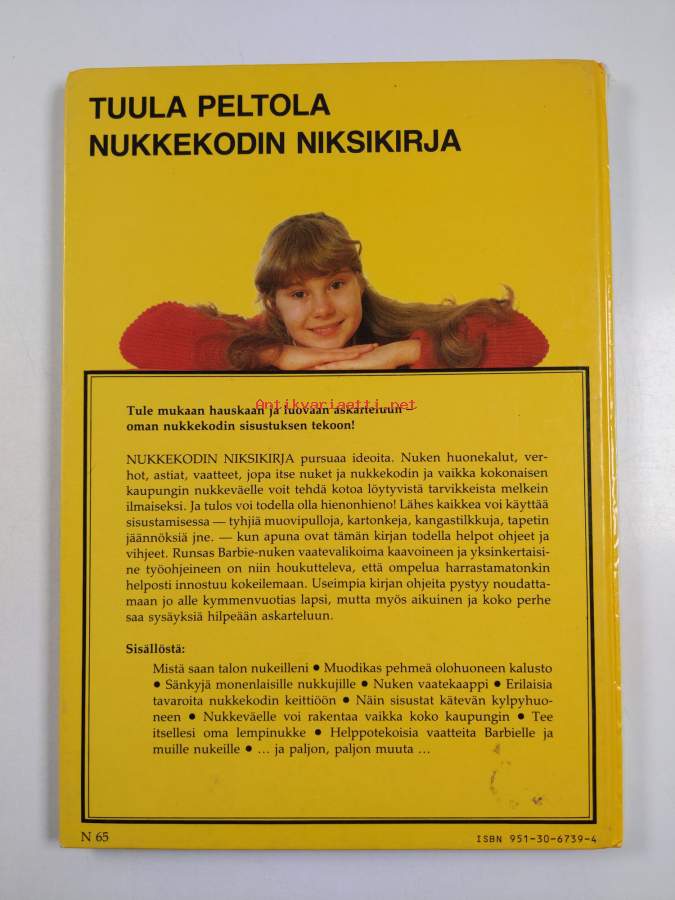 TUULA PELTOLA
NUKKEKODIN NIKSIKIRJA
Antikvariaatti.net
Tule mukaan hauskaan ja luovaan askarteluun –
oman nukkekodin sisustuksen tekoon!
NUKKEKODIN NIKSIKIRJA pursuaa ideoita. Nuken huonekalut, ver-
hot, astiat, vaatteet, jopa itse nuket ja nukkekodin ja vaikka kokonaisen
kaupungin nukkeväelle voit tehdä kotoa löytyvistä tarvikkeista melkein
ilmaiseksi. Ja tulos voi todella olla hienonhieno! Lähes kaikkea voi käyttää
sisustamisessa — tyhjiä muovipulloja, kartonkeja, kangastilkkuja, tapetin
jäännöksiä jne. — kun apuna ovat tämän kirjan todella helpot ohjeet ja
vihjeet. Runsas Barbie-nuken vaatevalikoima kaavoineen ja yksinkertaisi-
ne työohjeineen on niin houkutteleva, että ompelua harrastamatonkin
helposti innostuu kokeilemaan. Useimpia kirjan ohjeita pystyy noudatta-
maan jo alle kymmenvuotias lapsi, mutta myös aikuinen ja koko perhe
saa sysäyksiä hilpeään askarteluun.
Sisällöstä:
Mistä saan talon nukeilleni ● Muodikas pehmeä olohuoneen kalusto
● Sänkyjä monenlaisille nukkujille ● Nuken vaatekaappi ● Erilaisia
tavaroita nukkekodin keittiöön ● Näin sisustat kätevän kylpyhuo-
neen ● Nukkeväelle voi rakentaa vaikka koko kaupungin ● Tee
itsellesi oma lempinukke ● Helppotekoisia vaatteita Barbielle ja
muille nukeille ● ... ja paljon, paljon muuta ...
N 65
ISBN 951-30-6739-4